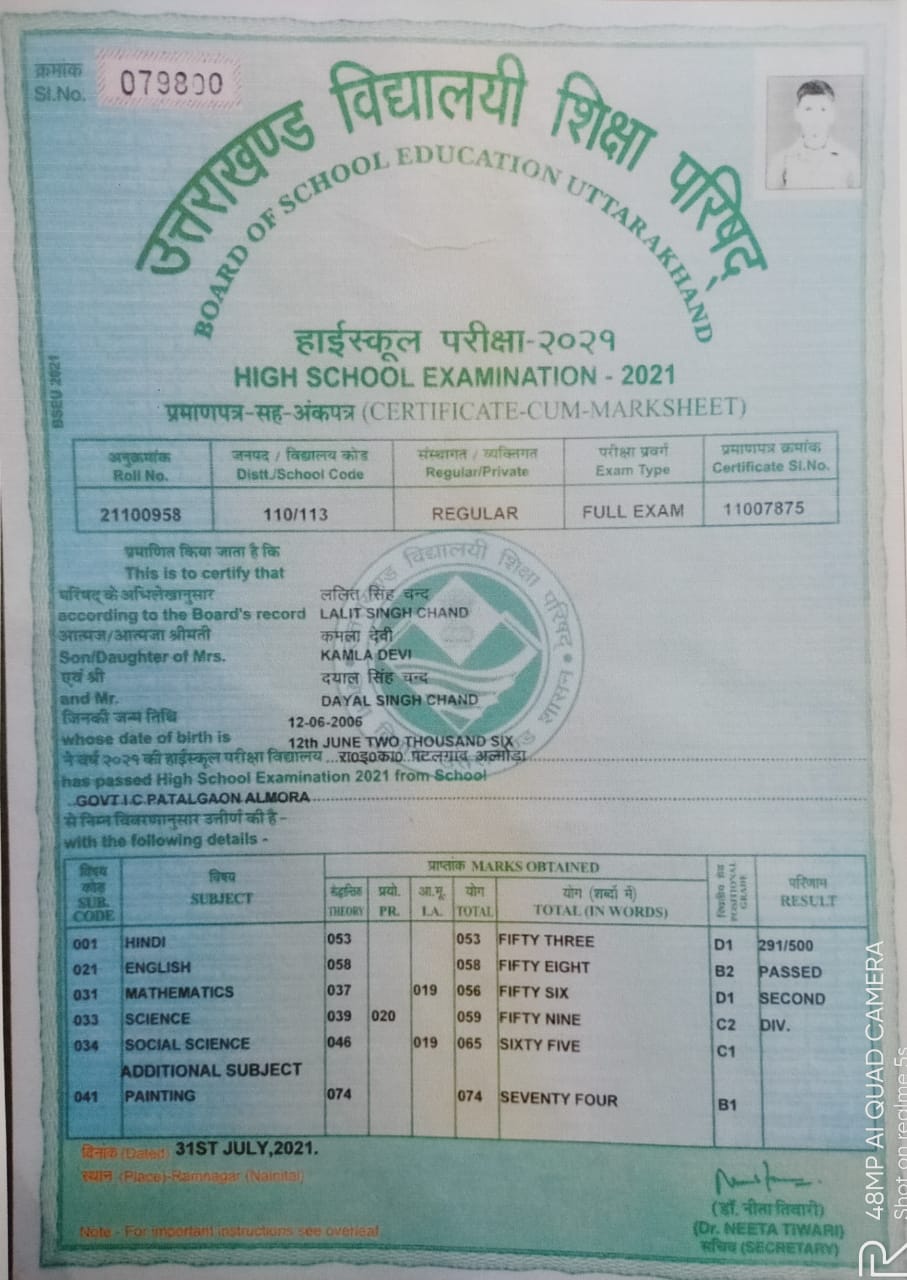 क्रमांक
Sl.No. 079800
उत्तराखण्ड विद्यालयी शिक्षा परिषद्
BOARD OF SCHOOL EDUCATION UTTARAKHAND
हाईस्कूल परीक्षा-२०२१
HIGH SCHOOL EXAMINATION - 2021
प्रमाणपत्र-सह-अंकपत्र (CERTIFICATE-CUM-MARKSHEET)
BSEU 2021
अनुक्रमांक जनपद / विद्यालय कोड संस्थागत / व्यक्तिगत परीक्षा प्रवर्ग प्रमाणपत्र क्रमांक
Roll No. Distt./School Code Regular/Private Exam Type Certificate Sl.No.
21100958 110/113 REGULAR FULL EXAM 11007875
प्रमाणित किया जाता है कि
This is to certify that
परिषद के अभिलेखानुसार ललित सिंह चन्द
according to the Board's record LALIT SINGH CHAND
आत्मज/आत्मजा श्रीमती कमला देवी
Son/Daughter of Mrs. KAMLA DEVI
एवं श्री दयाल सिंह चन्द
and Mr. DAYAL SINGH CHAND
जिनकी जन्म तिथि 12-06-2006
whose date of birth is 12th JUNE TWO THOUSAND SIX
ने वर्ष २०२१ की हाईस्कूल परीक्षा विद्यालय ...रा0इ0का0 पटलगाव अल्मोडा
has passed High School Examination 2021 from School
GOVT I C PATALGAON ALMORA
से निम्न विवरणानुसार उत्तीर्ण की है -
with the following details -
विषय कोड विषय प्राप्तांक MARKS OBTAINED परिणाम
SUB. CODE SUBJECT सैद्धान्तिक प्रयो. आ.मू. योग योग (शब्दों में) POSITIONAL GRADE RESULT
THEORY PR. I.A. TOTAL TOTAL (IN WORDS)
001 HINDI 053 053 FIFTY THREE D1 291/500
021 ENGLISH 058 058 FIFTY EIGHT B2 PASSED
031 MATHEMATICS 037 019 056 FIFTY SIX D1 SECOND
033 SCIENCE 039 020 059 FIFTY NINE C2 DIV.
034 SOCIAL SCIENCE 046 019 065 SIXTY FIVE C1
ADDITIONAL SUBJECT
041 PAINTING 074 074 SEVENTY FOUR B1
दिनांक (Dated) 31ST JULY,2021.
स्थान (Place)-Ramnagar (Nainital)
(डॉ. नीता तिवारी)
(Dr. NEETA TIWARI)
सचिव (SECRETARY)
Note - For important instructions see overleaf
48MP AI QUAD CAMERA
Shot on realme 5s